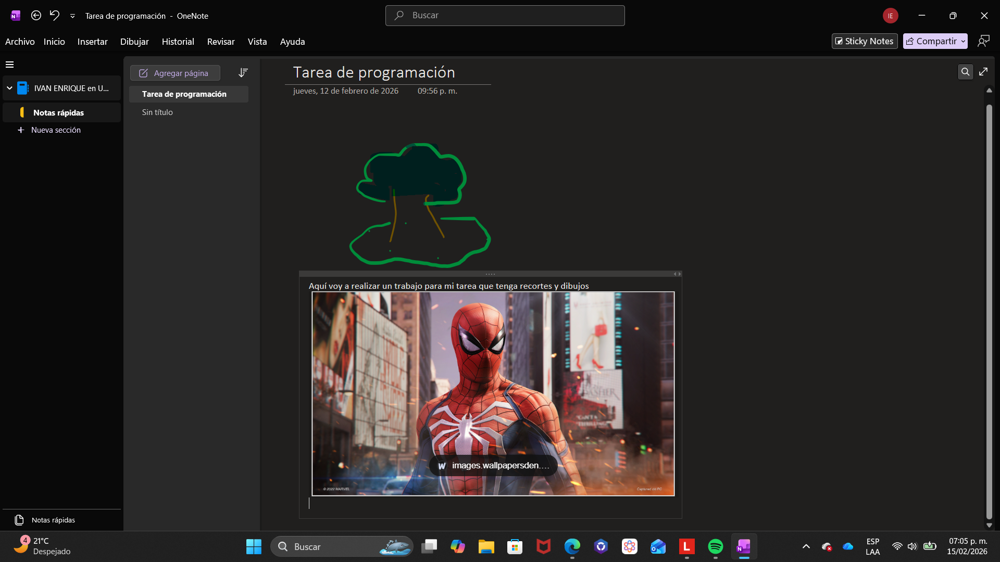 Tarea de programación - OneNote
Buscar
IE
Archivo Inicio Insertar Dibujar Historial Revisar Vista Ayuda
Sticky Notes
Compartir
IVAN ENRIQUE en U...
Notas rápidas
Nueva sección
Agregar página
Tarea de programación
Sin título
Tarea de programación
jueves, 12 de febrero de 2026 09:56 p. m.
Aquí voy a realizar un trabajo para mi tarea que tenga recortes y dibujos
images.wallpapersden....
© 2022 MARVEL
Captured on PC
Notas rápidas
4
21°C
Despejado
Buscar
ESP
LAA
07:05 p. m.
15/02/2026